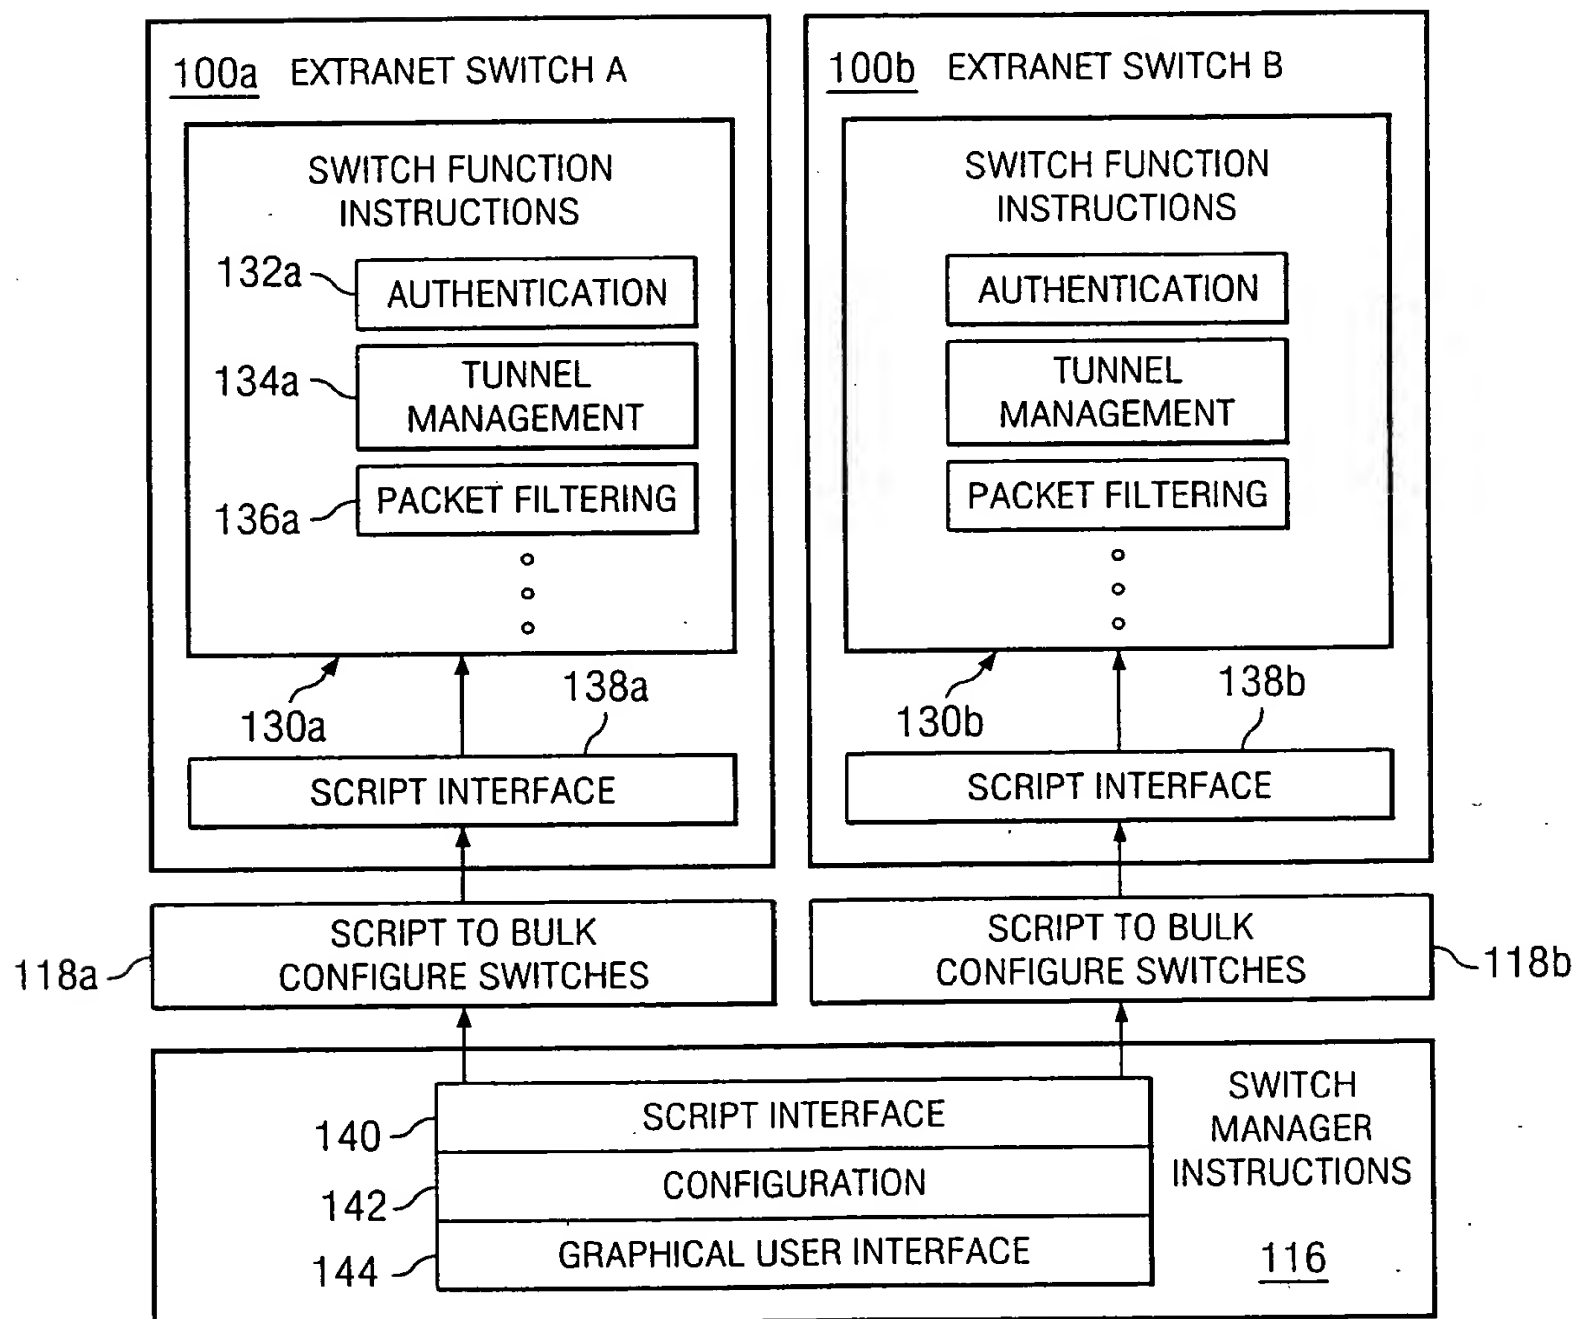 100a EXTRANET SWITCH A
SWITCH FUNCTION
INSTRUCTIONS
132a
AUTHENTICATION
134a
TUNNEL
MANAGEMENT
136a
PACKET FILTERING
130a
138a
SCRIPT INTERFACE
100b EXTRANET SWITCH B
SWITCH FUNCTION
INSTRUCTIONS
AUTHENTICATION
TUNNEL
MANAGEMENT
PACKET FILTERING
130b
138b
SCRIPT INTERFACE
118a
SCRIPT TO BULK
CONFIGURE SWITCHES
SCRIPT TO BULK
CONFIGURE SWITCHES
118b
140
SCRIPT INTERFACE
142
CONFIGURATION
144
GRAPHICAL USER INTERFACE
SWITCH
MANAGER
INSTRUCTIONS
116